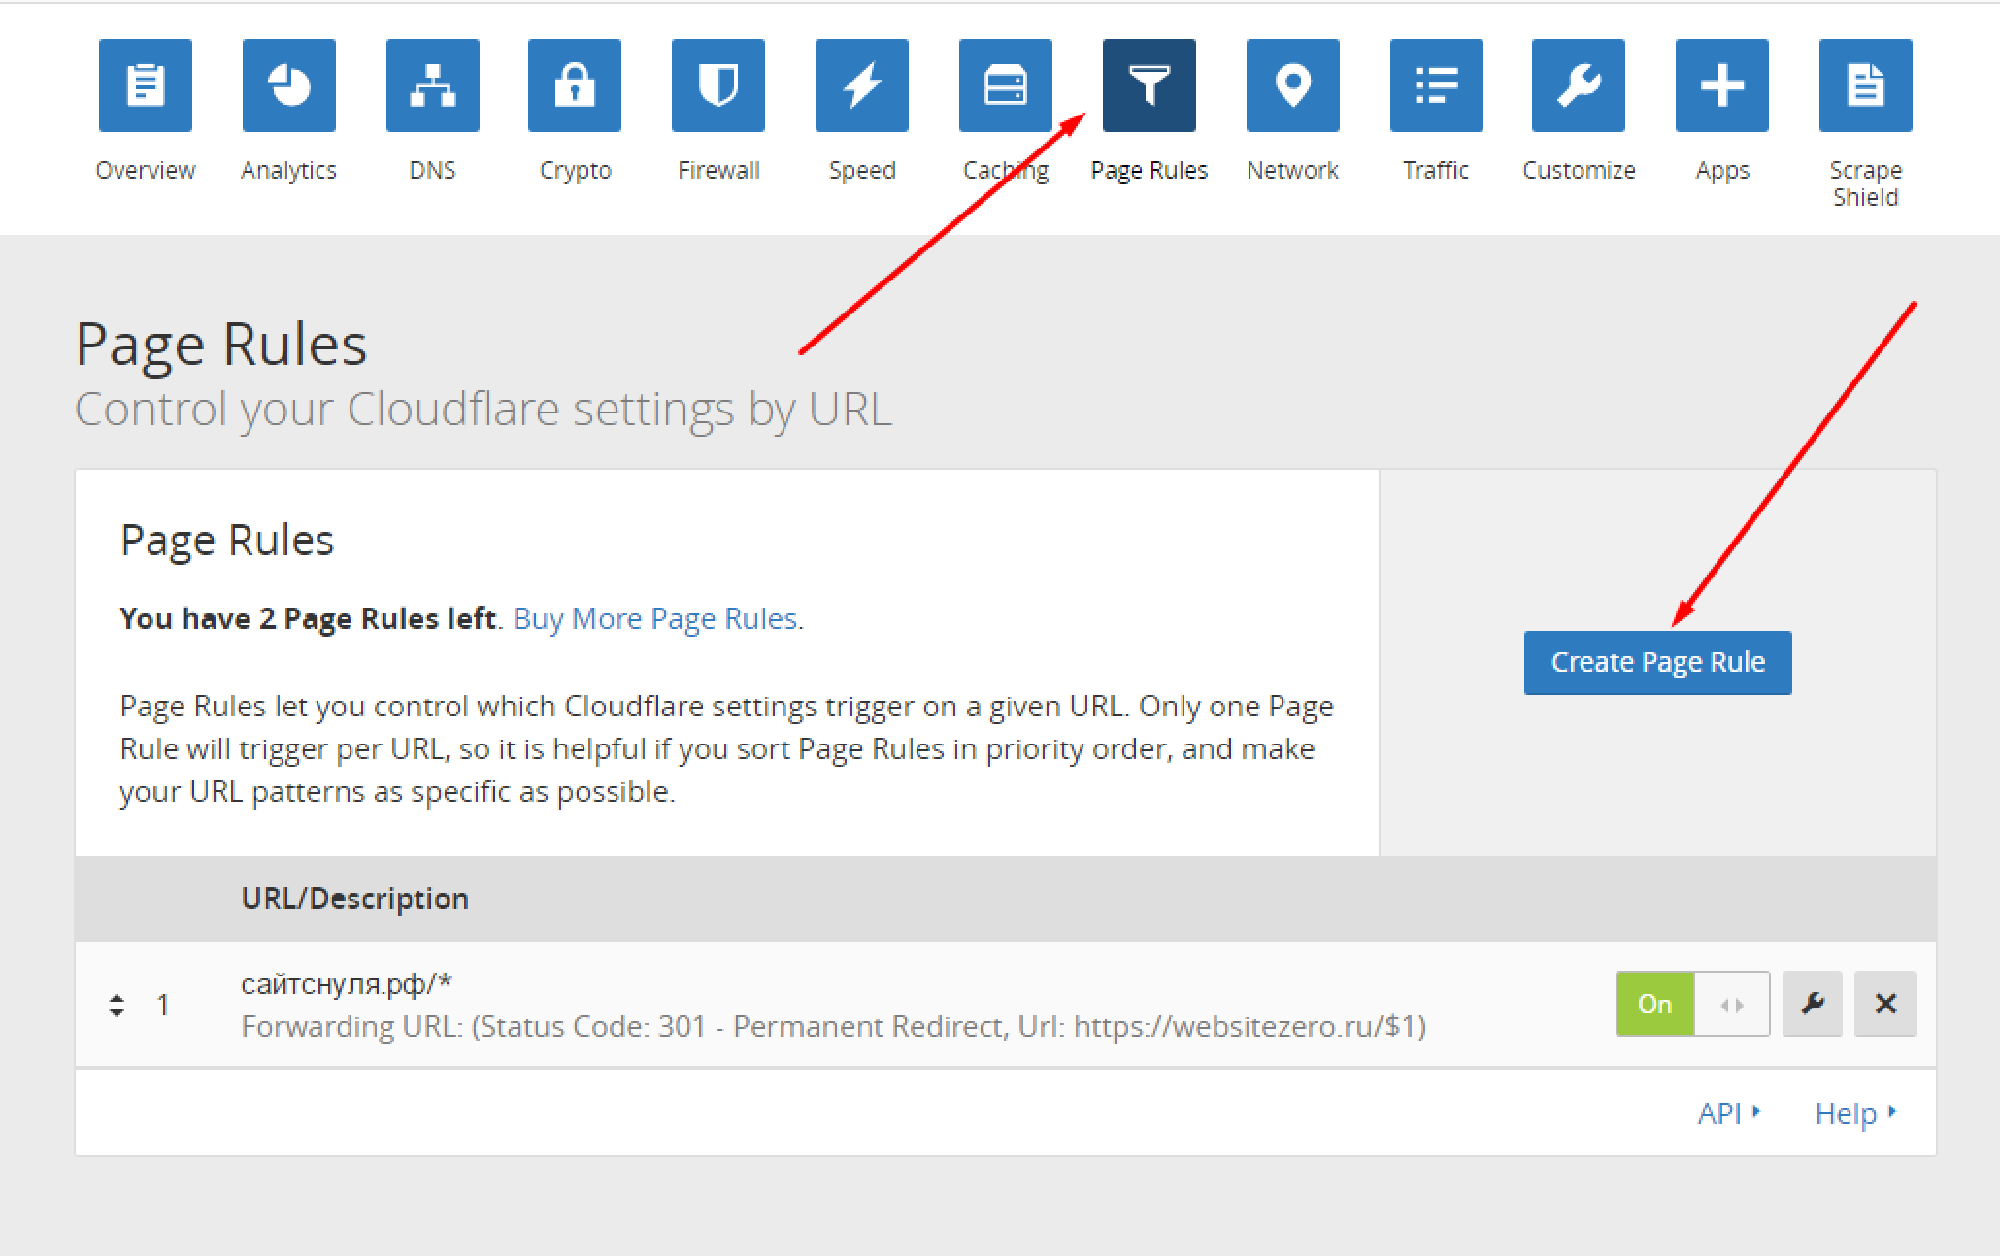 Overview
Analytics
DNS
Crypto
Firewall
Speed
Caching
Page Rules
Network
Traffic
Customize
Apps
Scrape
Shield
Page Rules
Control your Cloudflare settings by URL
Page Rules
You have 2 Page Rules left. Buy More Page Rules.
Page Rules let you control which Cloudflare settings trigger on a given URL. Only one Page
Rule will trigger per URL, so it is helpful if you sort Page Rules in priority order, and make
your URL patterns as specific as possible.
Create Page Rule
URL/Description
1
сайтснуля.рф/*
Forwarding URL: (Status Code: 301 - Permanent Redirect, Url: https://websitezero.ru/$1)
On
API
Help